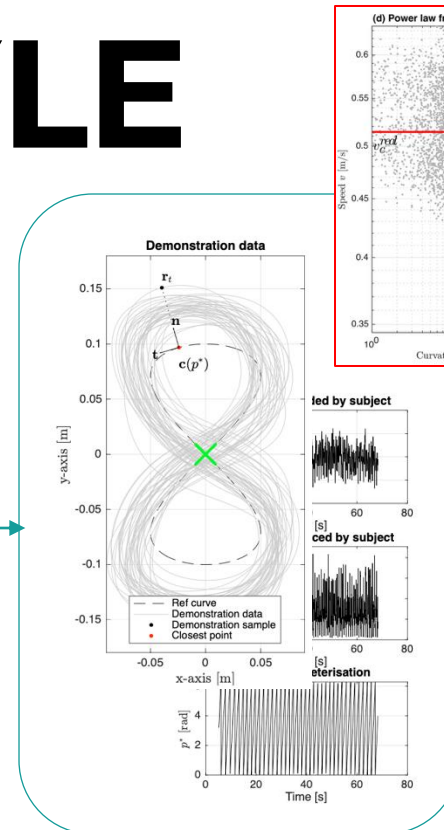 LE
(d) Power law fr
0.6
0.55
0.5
0.45
0.4
0.35
Speed v [m/s]
v_c^{red}
10^0
Curvat
Demonstration data
0.15
0.1
0.05
0
-0.05
-0.1
-0.15
y-axis [m]
r_t
n
t
c(p*)
Ref curve
Demonstration data
Demonstration sample
Closest point
-0.05 0 0.05
x-axis [m]
ded by subject
60 80
[s]
ced by subject
60 80
[s]
eterisation
p* [rad]
4
2
0
0 20 40 60 80
Time [s]